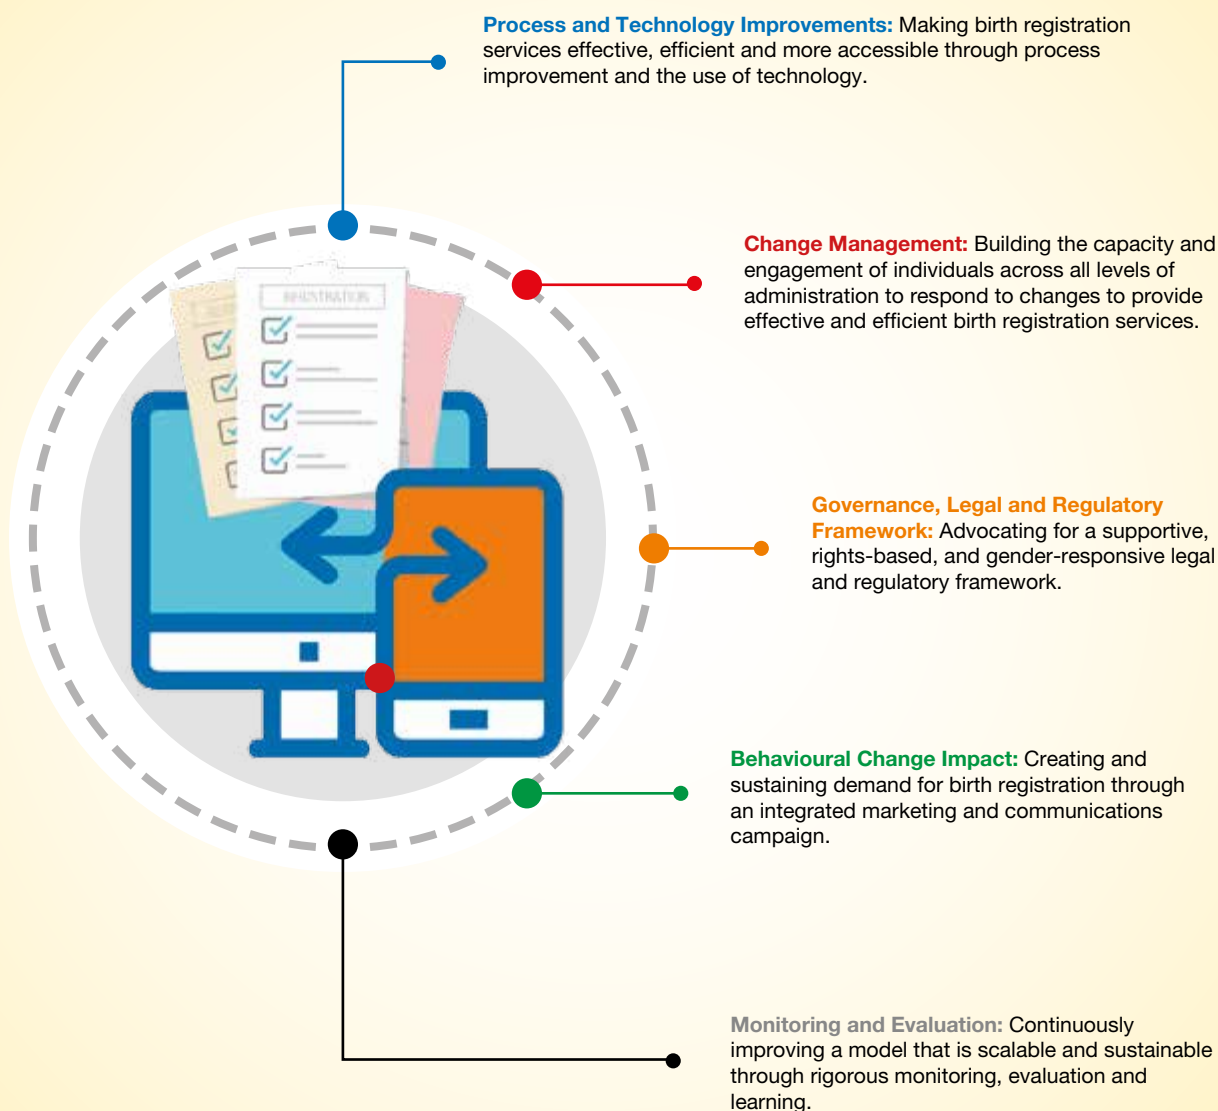 Process and Technology Improvements: Making birth registration
services effective, efficient and more accessible through process
improvement and the use of technology.
REGISTRATION
Change Management: Building the capacity and
engagement of individuals across all levels of
administration to respond to changes to provide
effective and efficient birth registration services.
Governance, Legal and Regulatory
Framework: Advocating for a supportive,
rights-based, and gender-responsive legal
and regulatory framework.
Behavioural Change Impact: Creating and
sustaining demand for birth registration through
an integrated marketing and communications
campaign.
Monitoring and Evaluation: Continuously
improving a model that is scalable and sustainable
through rigorous monitoring, evaluation and
learning.